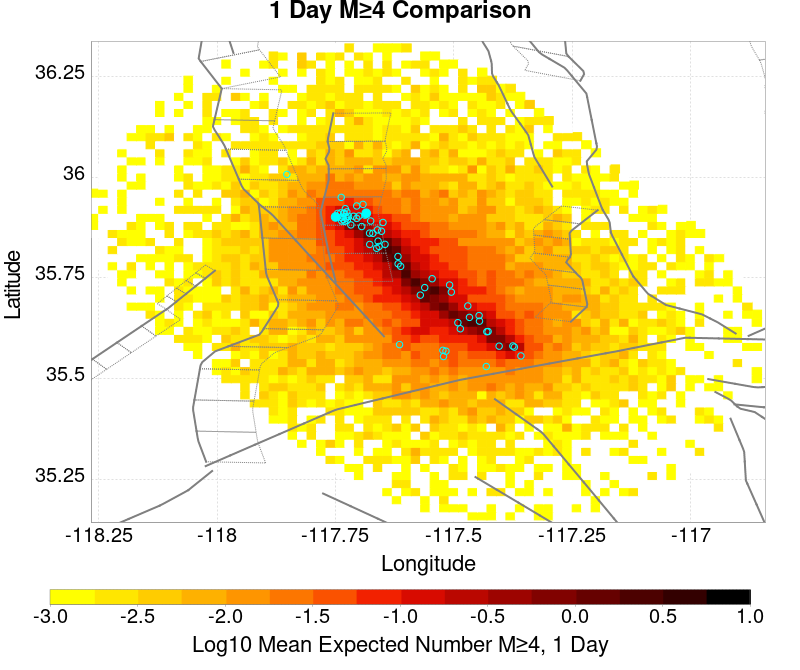 1 Day M≥4 Comparison
36.25
36
35.75
35.5
35.25
Latitude
-118.25 -118 -117.75 -117.5 -117.25 -117
Longitude
-3.0 -2.5 -2.0 -1.5 -1.0 -0.5 0.0 0.5 1.0
Log10 Mean Expected Number M≥4, 1 Day